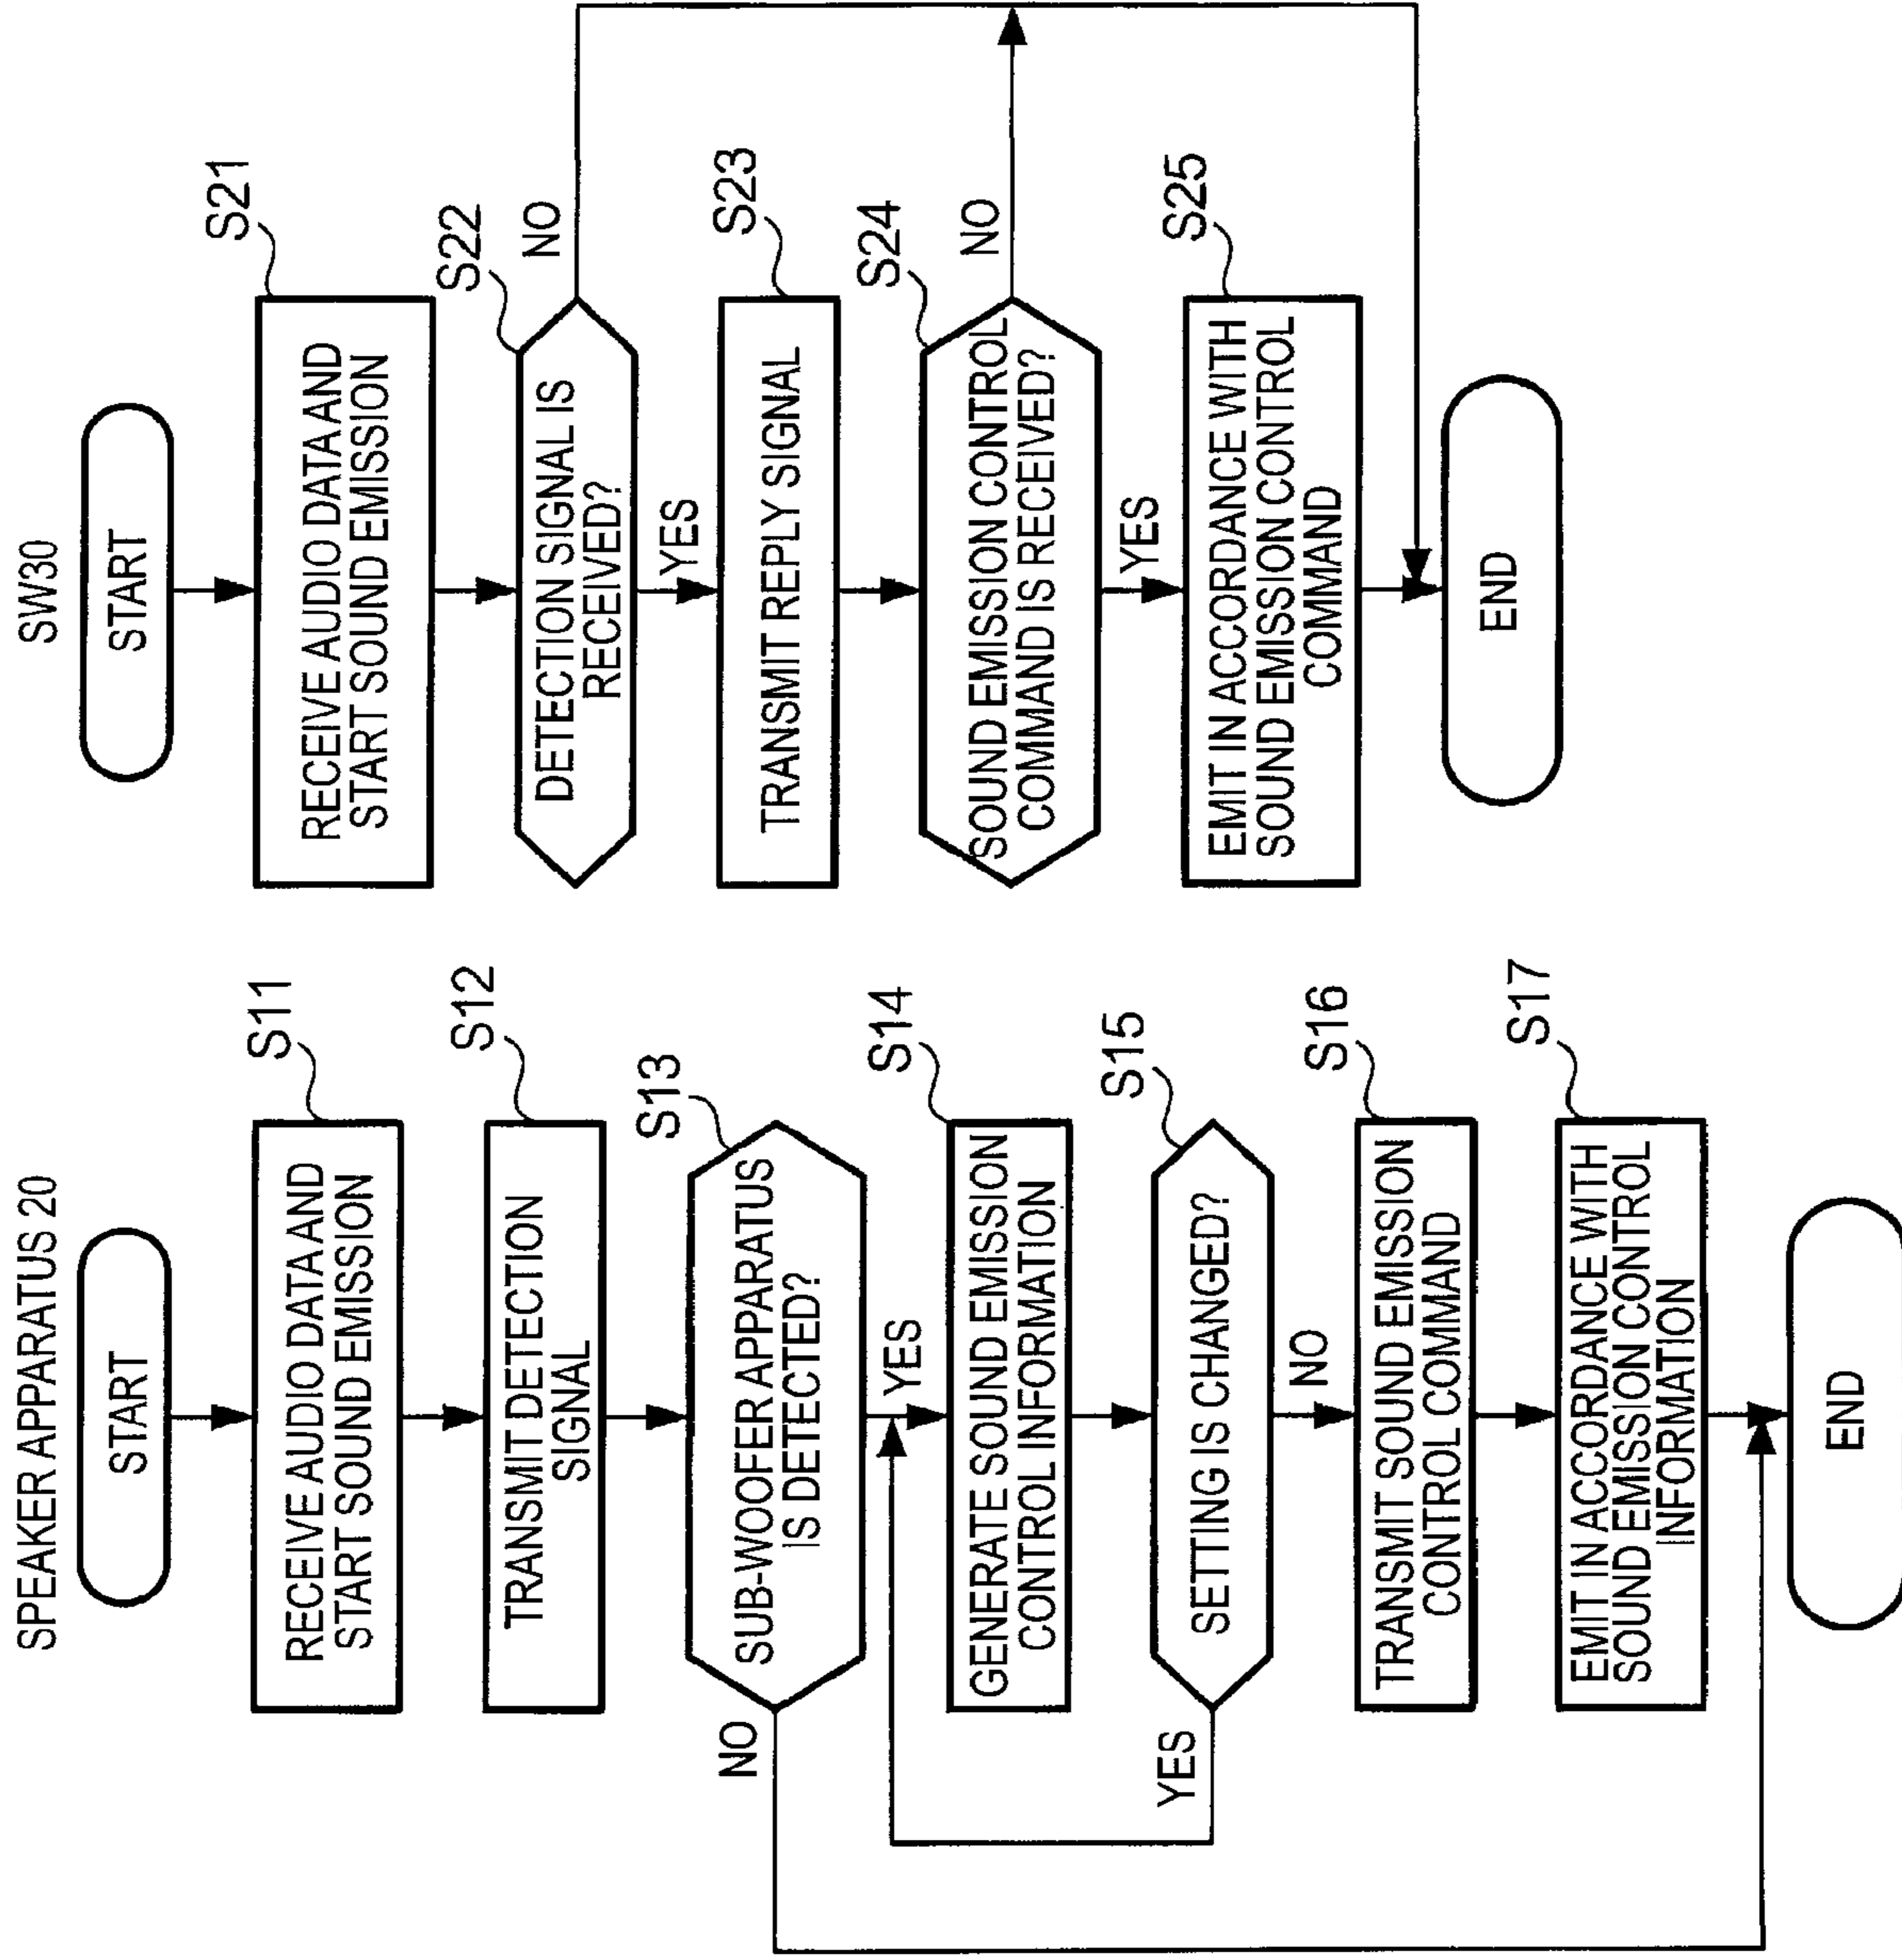 SPEAKER APPARATUS 20
START
S11
RECEIVE AUDIO DATA AND
START SOUND EMISSION
S12
TRANSMIT DETECTION
SIGNAL
S13
SUB-WOOFER APPARATUS
IS DETECTED?
NO
YES
S14
GENERATE SOUND EMISSION
CONTROL INFORMATION
S15
SETTING IS CHANGED?
YES
NO
S16
TRANSMIT SOUND EMISSION
CONTROL COMMAND
S17
EMIT IN ACCORDANCE WITH
SOUND EMISSION CONTROL
INFORMATION
END
SW30
START
S21
RECEIVE AUDIO DATA AND
START SOUND EMISSION
S22
DETECTION SIGNAL IS
RECEIVED?
NO
YES
S23
TRANSMIT REPLY SIGNAL
S24
SOUND EMISSION CONTROL
COMMAND IS RECEIVED?
NO
YES
S25
EMIT IN ACCORDANCE WITH
SOUND EMISSION CONTROL
COMMAND
END